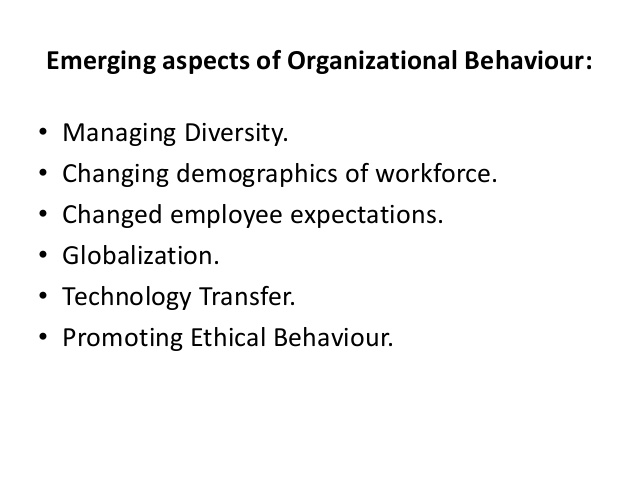 Emerging aspects of Organizational Behaviour:
• Managing Diversity.
• Changing demographics of workforce.
• Changed employee expectations.
• Globalization.
• Technology Transfer.
• Promoting Ethical Behaviour.